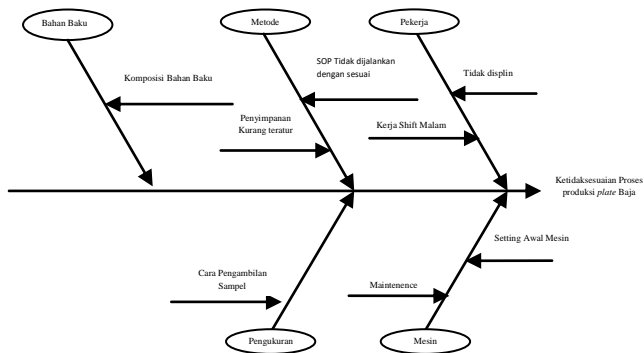 Bahan Baku
Metode
Pekerja
Komposisi Bahan Baku
SOP Tidak dijalankan
dengan sesuai
Tidak displin
Penyimpanan
Kurang teratur
Kerja Shift Malam
Ketidaksesuaian Proses
produksi plate Baja
Setting Awal Mesin
Cara Pengambilan
Sampel
Maintenence
Pengukuran
Mesin